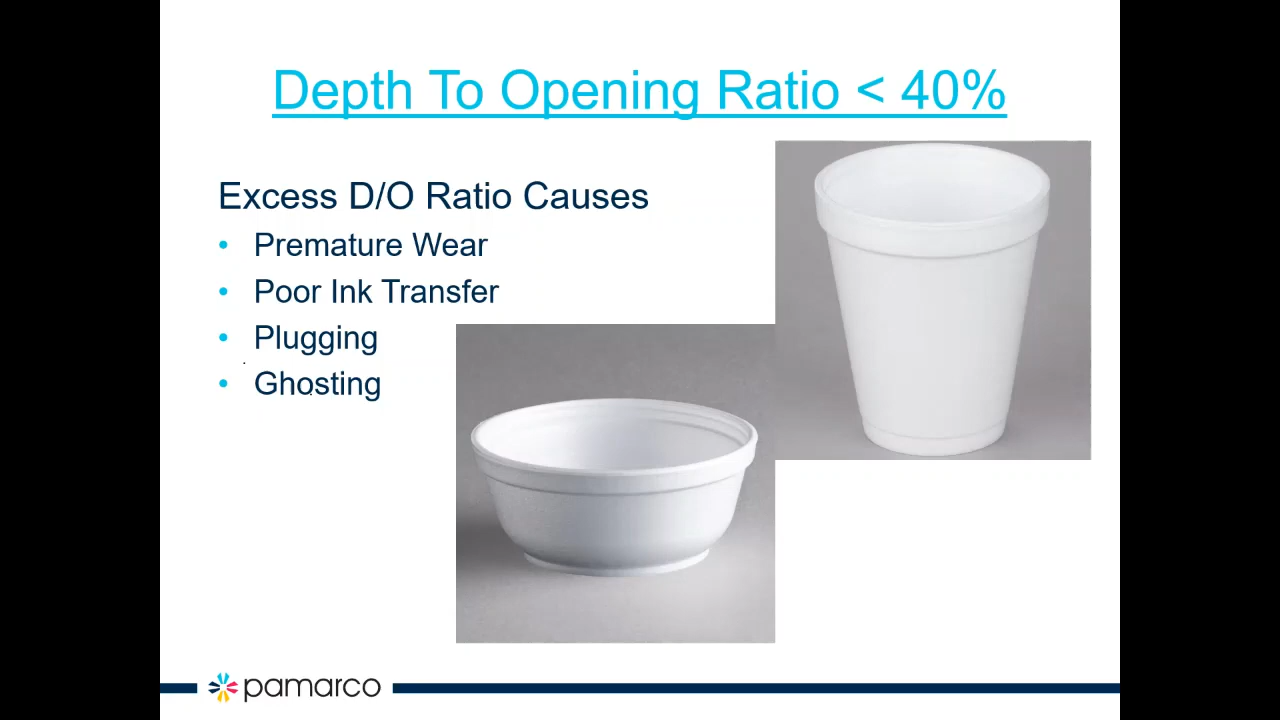 Depth To Opening Ratio < 40%
Excess D/O Ratio Causes
• Premature Wear
• Poor Ink Transfer
• Plugging
• Ghosting
pamarco